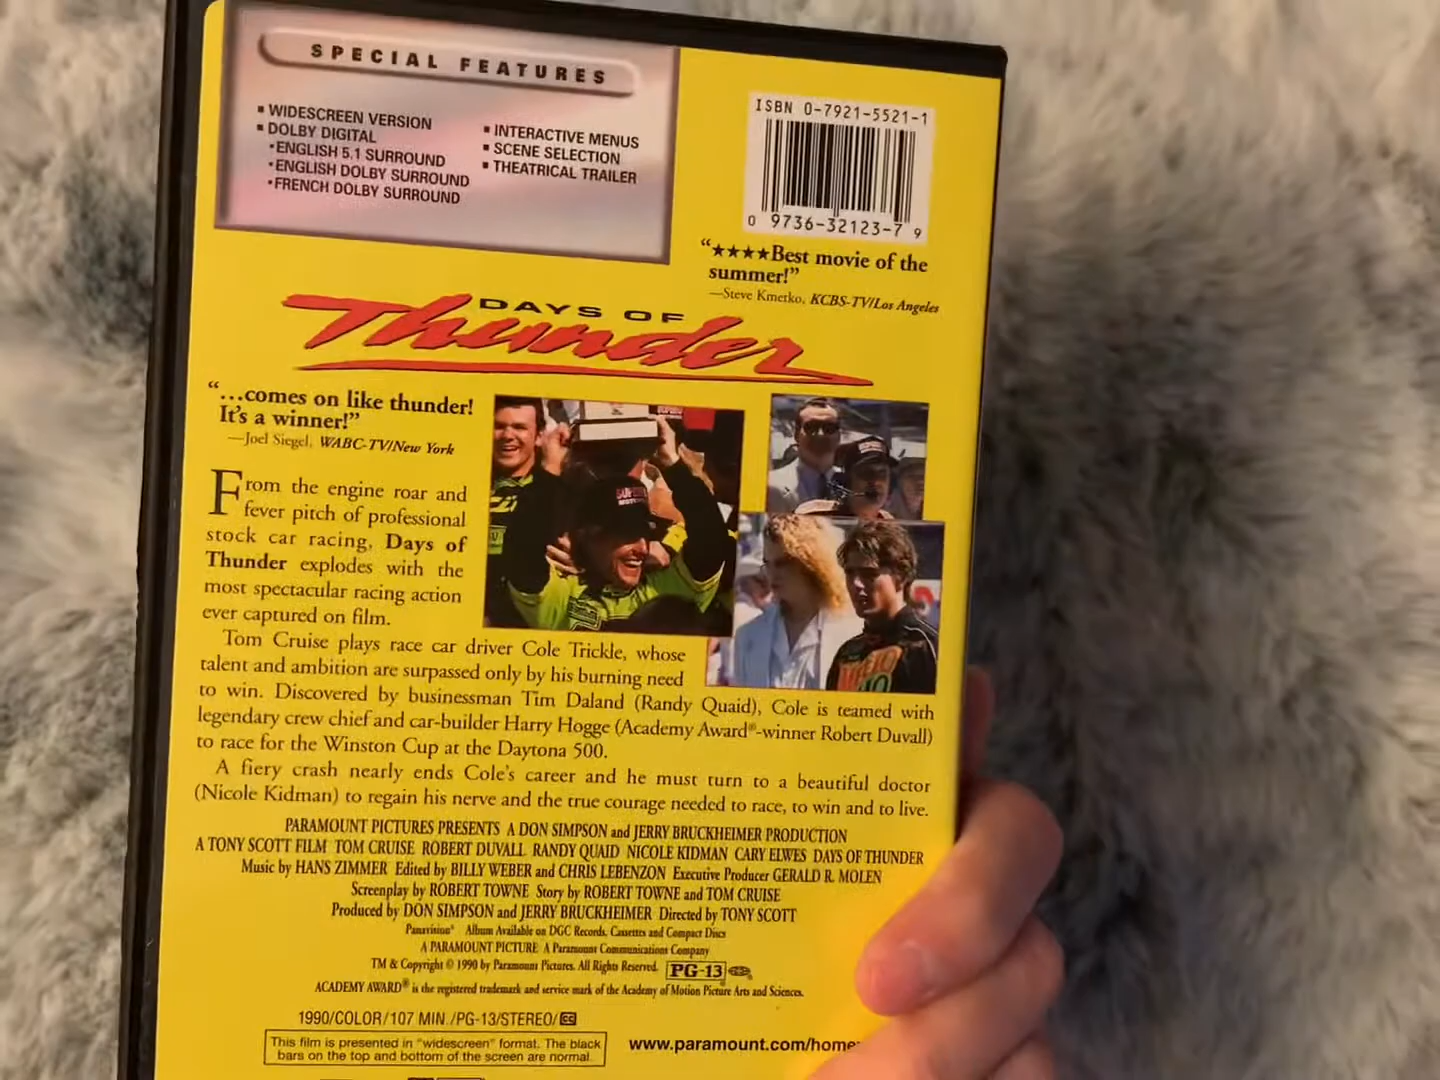 SPECIAL FEATURES
▪ WIDESCREEN VERSION
▪ DOLBY DIGITAL
•ENGLISH 5.1 SURROUND
•ENGLISH DOLBY SURROUND
•FRENCH DOLBY SURROUND
▪ INTERACTIVE MENUS
▪ SCENE SELECTION
▪ THEATRICAL TRAILER
ISBN 0-7921-5521-1
0 9736-32123-7 9
“★★★★Best movie of the
summer!”
—Steve Kmetko, KCBS-TV/Los Angeles
DAYS OF
Thunder
“...comes on like thunder!
It's a winner!”
—Joel Siegel, WABC-TV/New York
From the engine roar and
fever pitch of professional
stock car racing, Days of
Thunder explodes with the
most spectacular racing action
ever captured on film.
Tom Cruise plays race car driver Cole Trickle, whose
talent and ambition are surpassed only by his burning need
to win. Discovered by businessman Tim Daland (Randy Quaid), Cole is teamed with
legendary crew chief and car-builder Harry Hogge (Academy Award®-winner Robert Duvall)
to race for the Winston Cup at the Daytona 500.
A fiery crash nearly ends Cole's career and he must turn to a beautiful doctor
(Nicole Kidman) to regain his nerve and the true courage needed to race, to win and to live.
PARAMOUNT PICTURES PRESENTS A DON SIMPSON and JERRY BRUCKHEIMER PRODUCTION
A TONY SCOTT FILM TOM CRUISE ROBERT DUVALL RANDY QUAID NICOLE KIDMAN CARY ELWES DAYS OF THUNDER
Music by HANS ZIMMER Edited by BILLY WEBER and CHRIS LEBENZON Executive Producer GERALD R. MOLEN
Screenplay by ROBERT TOWNE Story by ROBERT TOWNE and TOM CRUISE
Produced by DON SIMPSON and JERRY BRUCKHEIMER Directed by TONY SCOTT
Panavision® Album Available on DGC Records, Cassettes and Compact Discs
A PARAMOUNT PICTURE A Paramount Communications Company
TM & Copyright © 1990 by Paramount Pictures. All Rights Reserved. PG-13
ACADEMY AWARD® is the registered trademark and service mark of the Academy of Motion Picture Arts and Sciences.
1990/COLOR/107 MIN./PG-13/STEREO/CC
This film is presented in "widescreen" format. The black
bars on the top and bottom of the screen are normal.
www.paramount.com/home